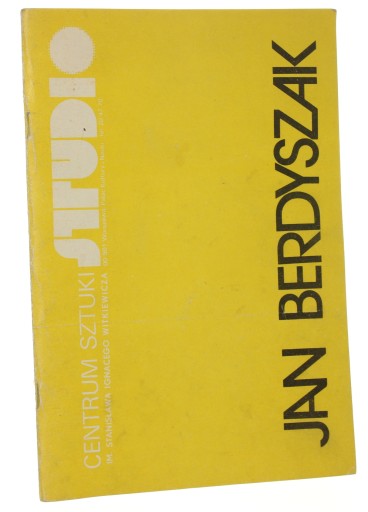 CENTRUM SZTUKI
STUDIO
IM. STANISŁAWA IGNACEGO WITKIEWICZA
JAN BERDYSZAK